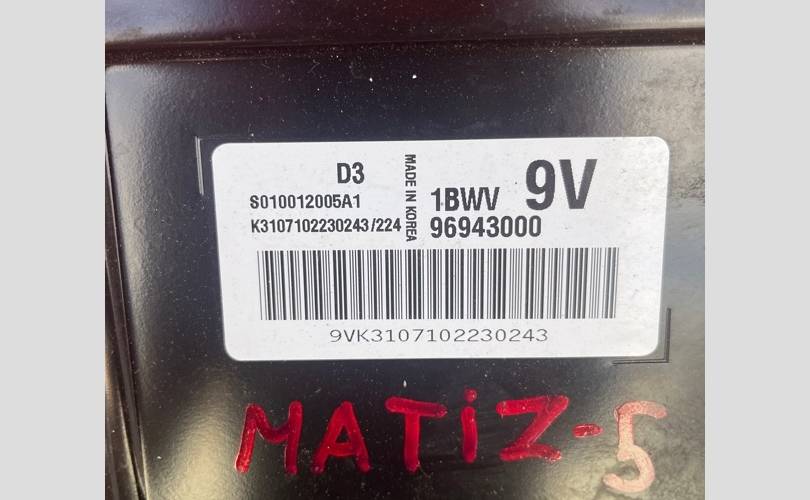 D3
S010012005A1
K3107102230243/224
MADE IN KOREA
1BWV 9V
96943000
9VK3107102230243
MATiZ-5